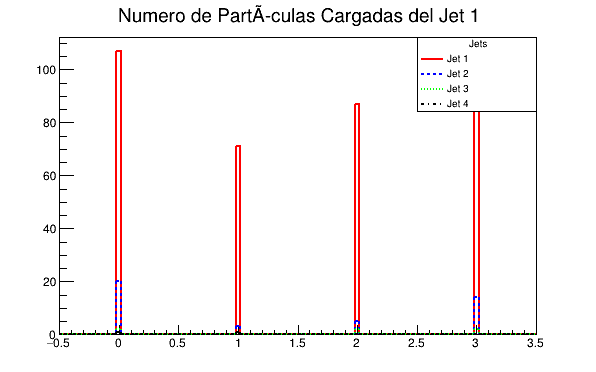 Numero de PartÃ-culas Cargadas del Jet 1
Jets
Jet 1
Jet 2
Jet 3
Jet 4
100
80
60
40
20
0
−0.5 0 0.5 1 1.5 2 2.5 3 3.5